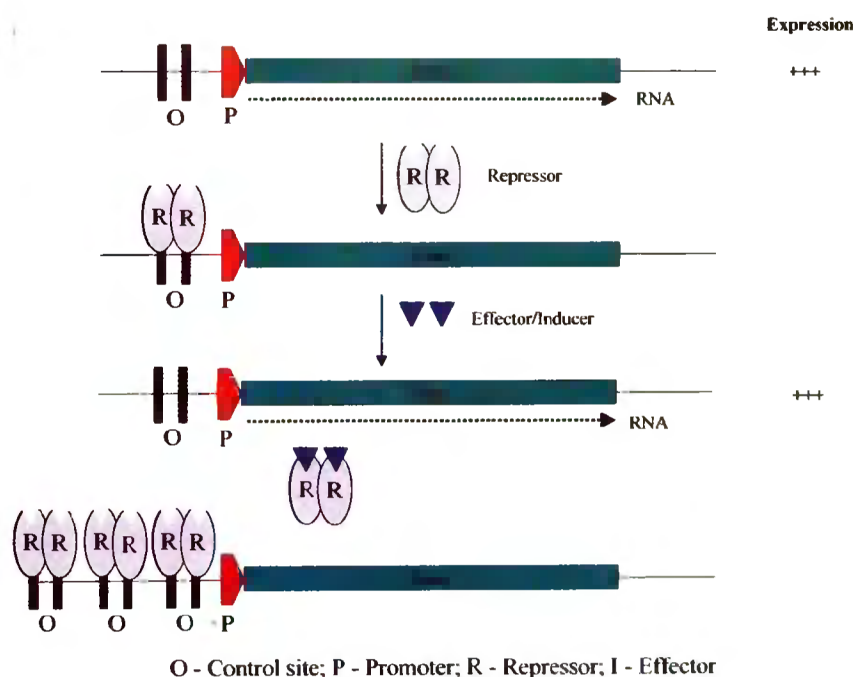 Expression
+++
O P RNA
R R Repressor
R R
O P
Effector/Inducer
+++
O P RNA
R R
R R R R R R
O O O P
O - Control site; P - Promoter; R - Repressor; I - Effector